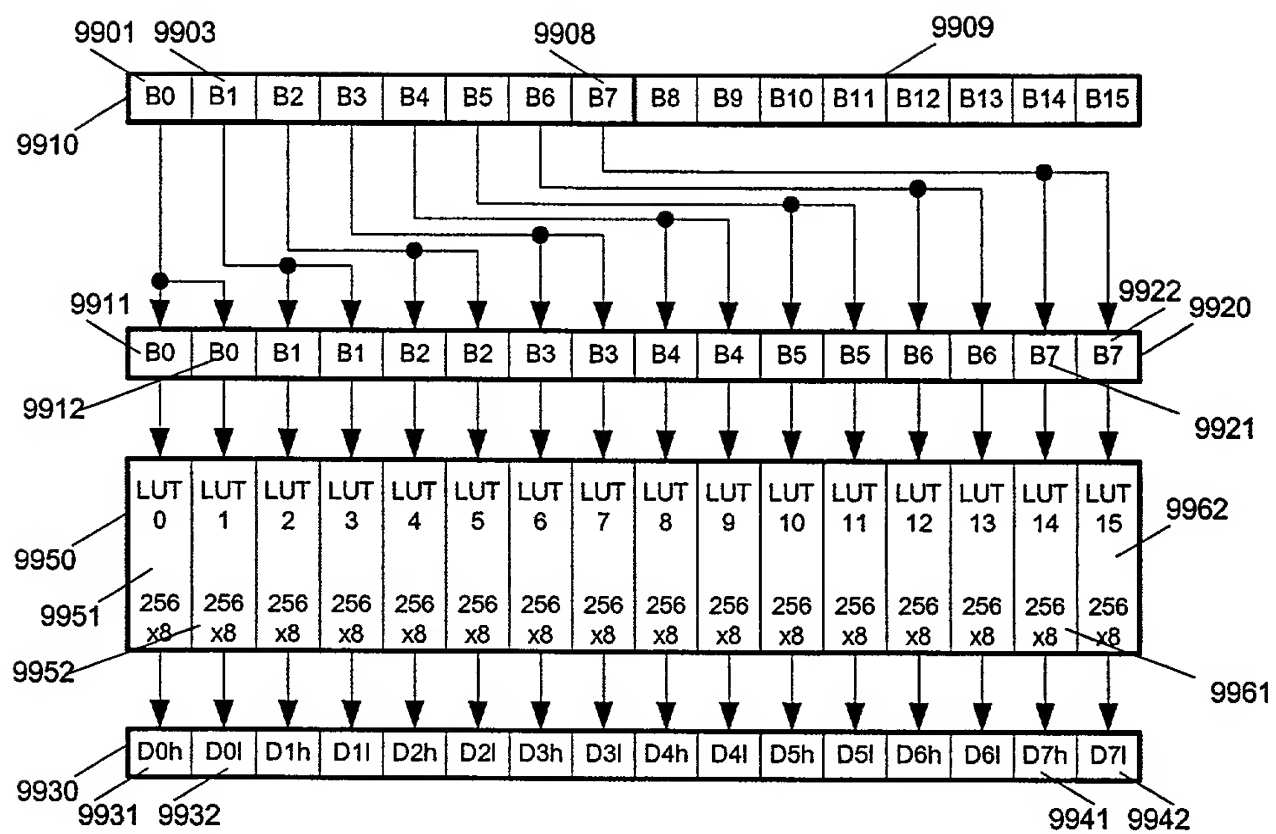 9901 9903 9908 9909
B0 B1 B2 B3 B4 B5 B6 B7 B8 B9 B10 B11 B12 B13 B14 B15
9910
9911 9922 9920
B0 B0 B1 B1 B2 B2 B3 B3 B4 B4 B5 B5 B6 B6 B7 B7
9912 9921
LUT LUT LUT LUT LUT LUT LUT LUT LUT LUT LUT LUT LUT LUT LUT LUT
0 1 2 3 4 5 6 7 8 9 10 11 12 13 14 15
9950 9962
9951
256 256 256 256 256 256 256 256 256 256 256 256 256 256 256 256
x8 x8 x8 x8 x8 x8 x8 x8 x8 x8 x8 x8 x8 x8 x8 x8
9952 9961
D0h D0l D1h D1l D2h D2l D3h D3l D4h D4l D5h D5l D6h D6l D7h D7l
9930
9931 9932 9941 9942